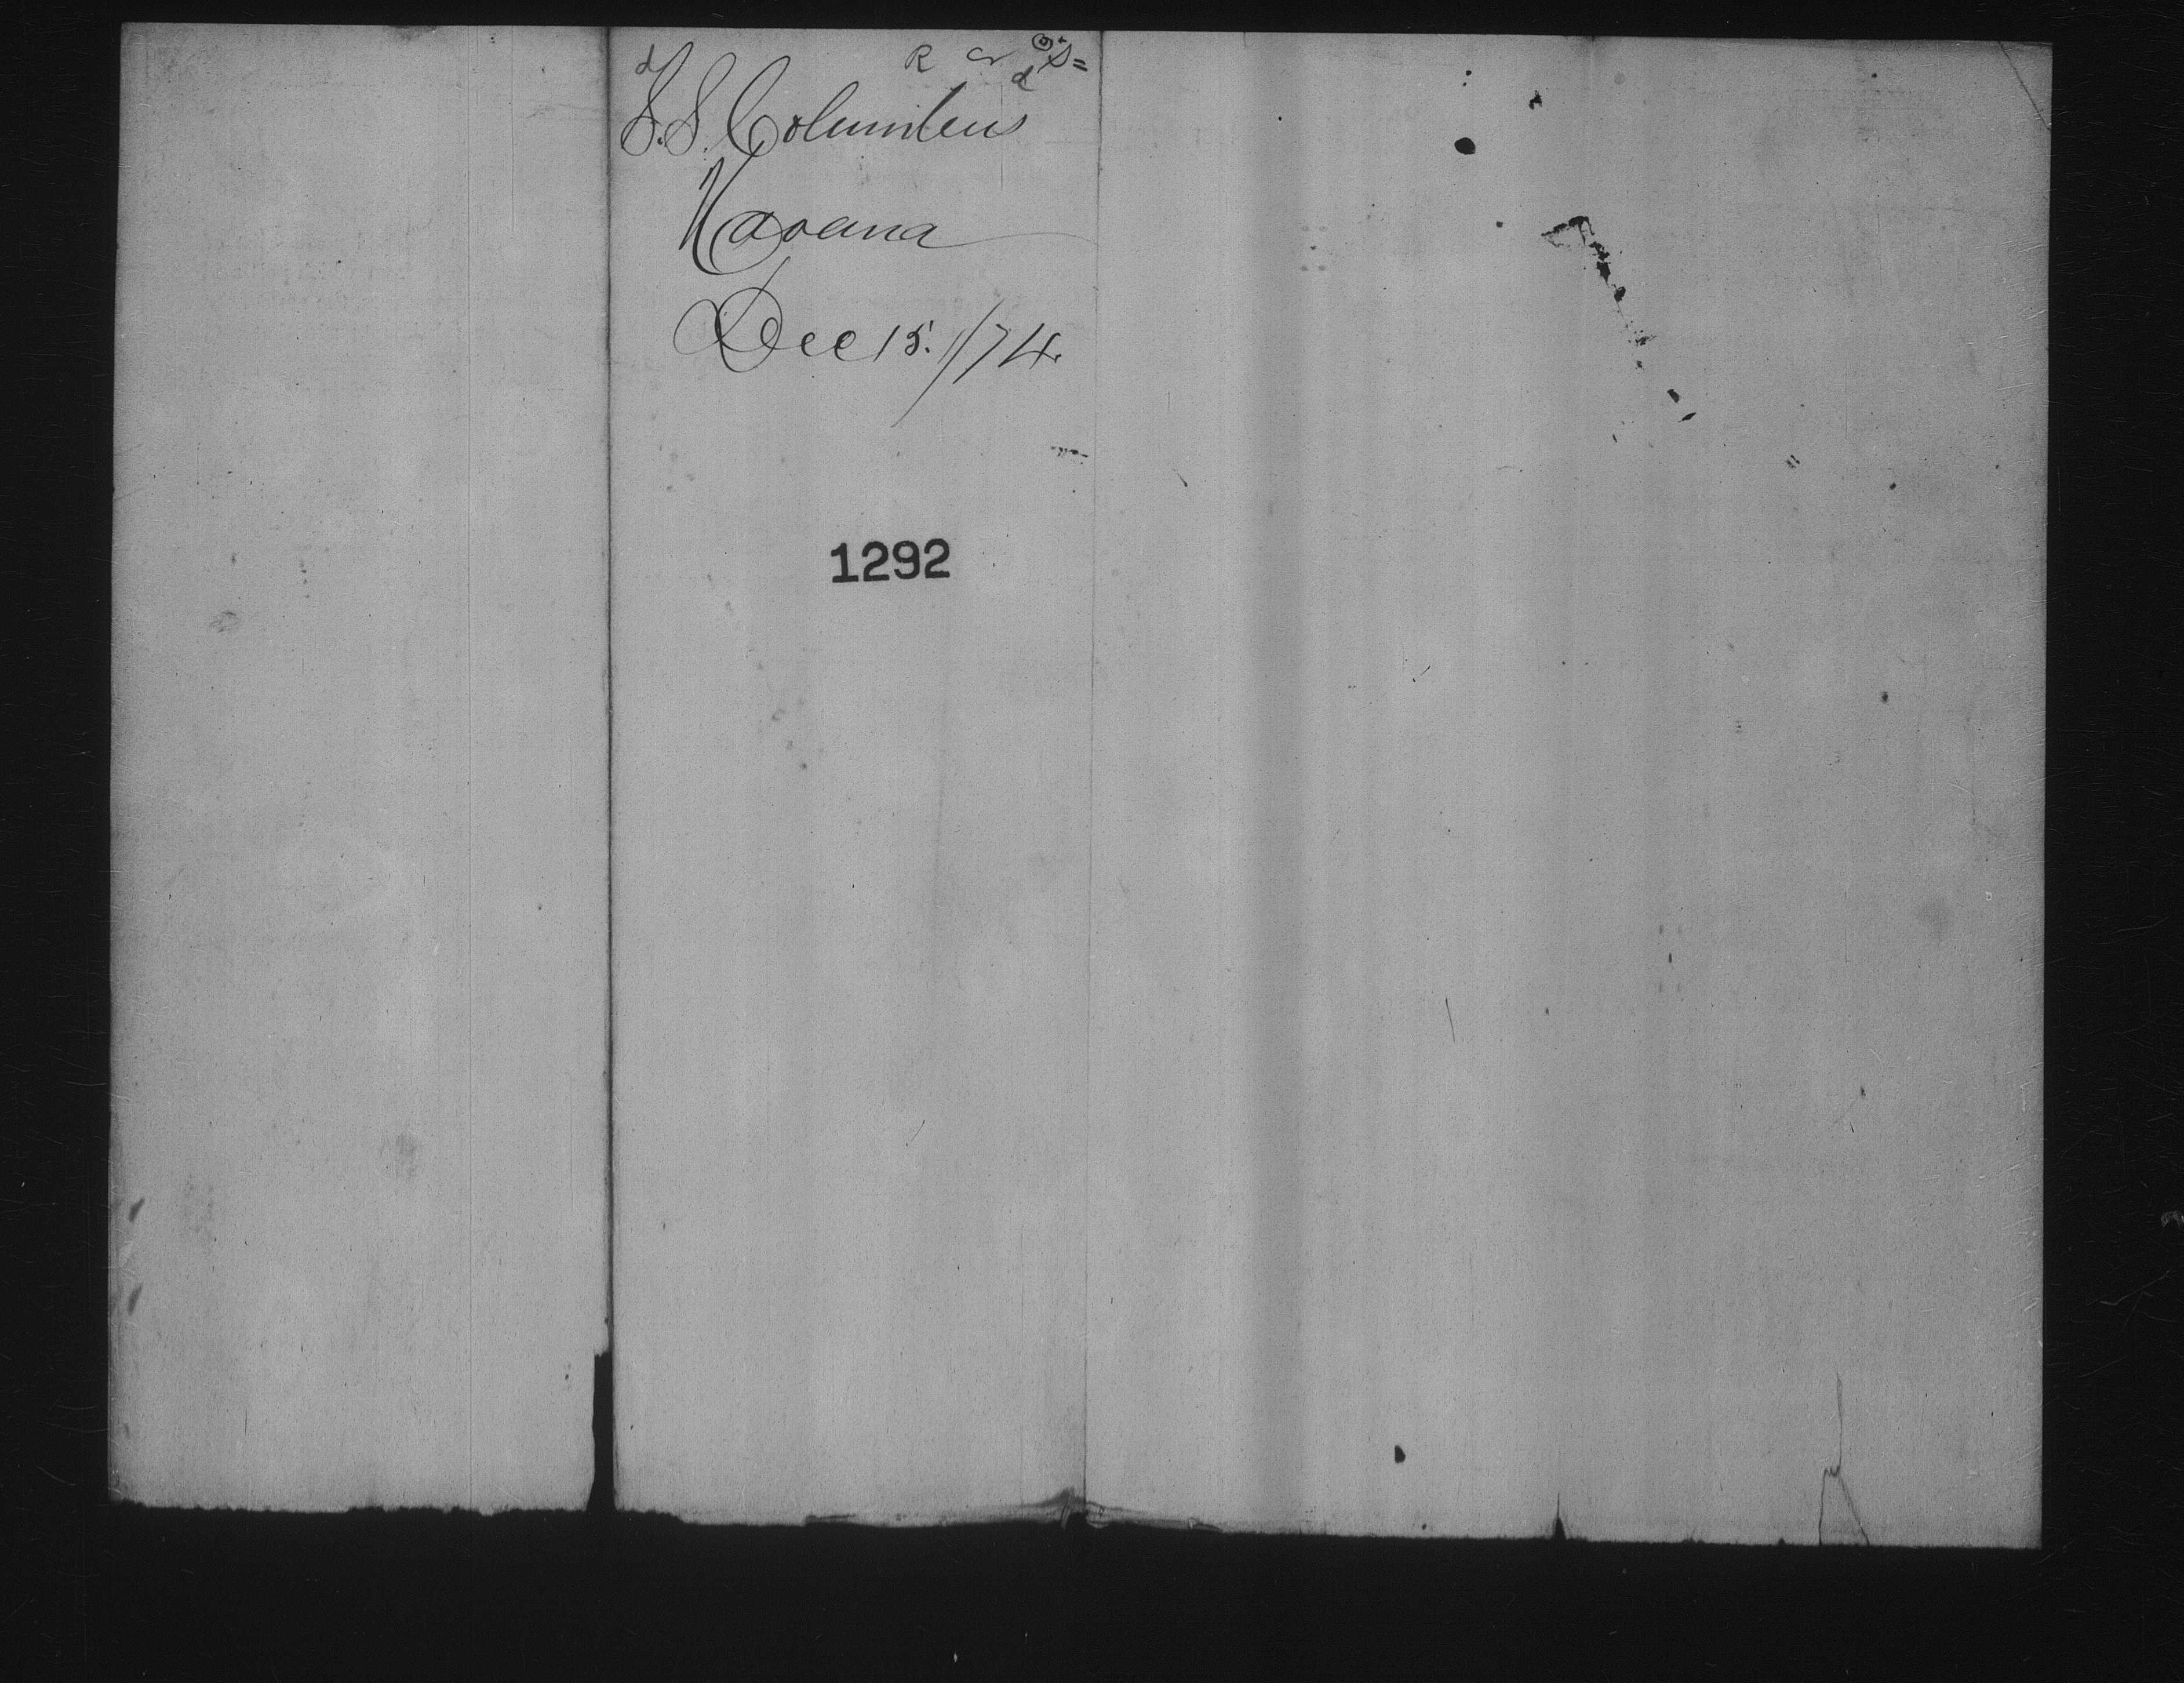 S.S. Columbus
Havana
Dec 15./74.
1292